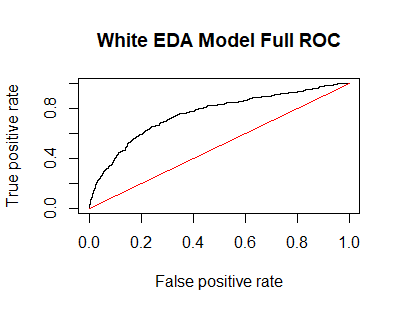 White EDA Model Full ROC
True positive rate
0.8
0.4
0.0
0.0 0.2 0.4 0.6 0.8 1.0
False positive rate